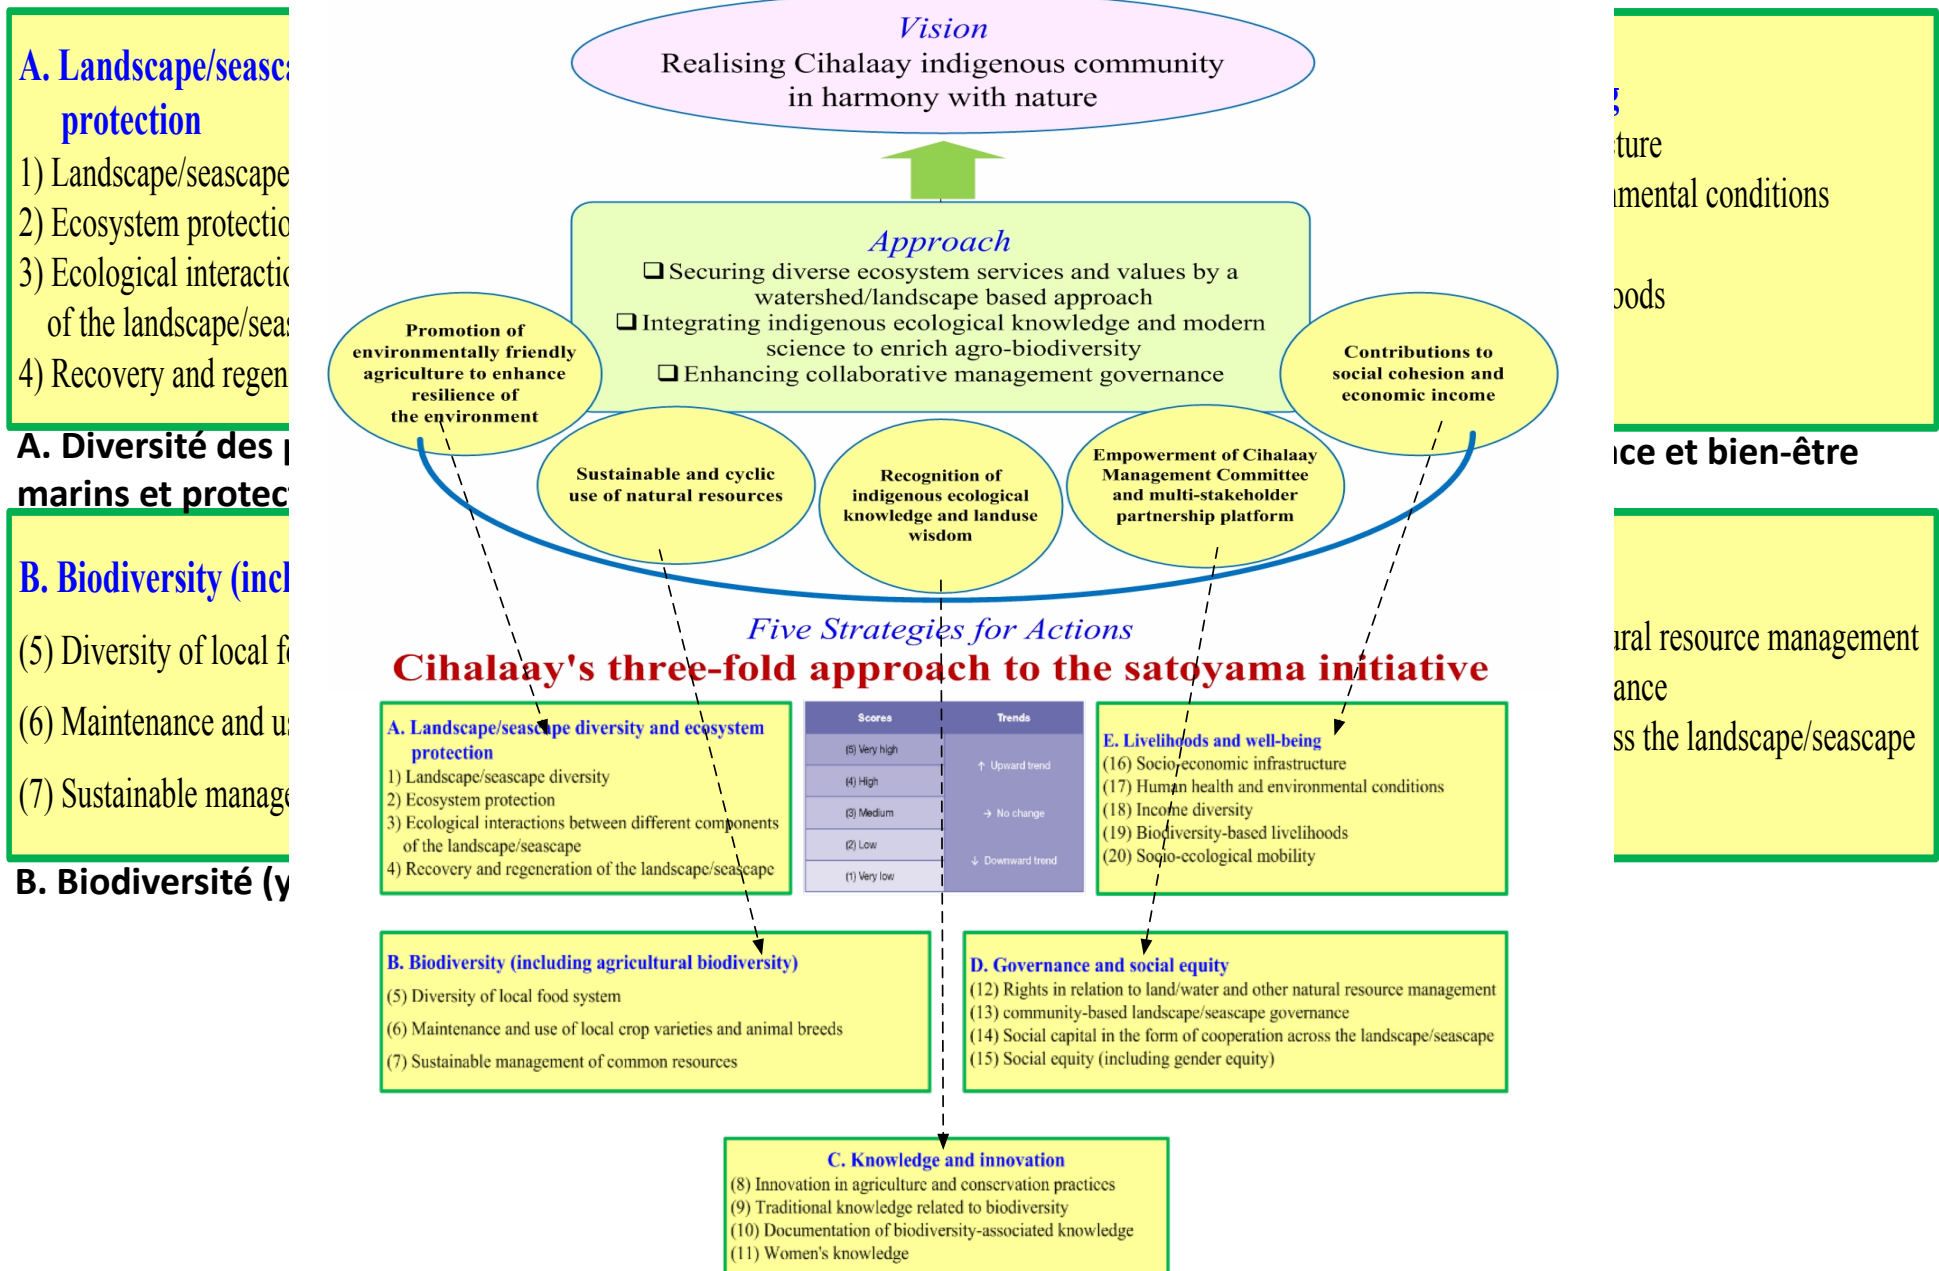 A. Landscape/seasca
protection
1) Landscape/seascape
2) Ecosystem protectio
3) Ecological interactio
of the landscape/seas
4) Recovery and regen
A. Diversité des p
marins et protec
B. Biodiversity (incl
(5) Diversity of local fo
(6) Maintenance and us
(7) Sustainable manage
B. Biodiversité (y
Vision
Realising Cihalaay indigenous community
in harmony with nature
Approach
❑ Securing diverse ecosystem services and values by a
watershed/landscape based approach
❑ Integrating indigenous ecological knowledge and modern
science to enrich agro-biodiversity
❑ Enhancing collaborative management governance
Promotion of
environmentally friendly
agriculture to enhance
resilience of
the environment
Sustainable and cyclic
use of natural resources
Recognition of
indigenous ecological
knowledge and landuse
wisdom
Empowerment of Cihalaay
Management Committee
and multi-stakeholder
partnership platform
Contributions to
social cohesion and
economic income
Five Strategies for Actions
Cihalaay's three-fold approach to the satoyama initiative
A. Landscape/seascape diversity and ecosystem
protection
1) Landscape/seascape diversity
2) Ecosystem protection
3) Ecological interactions between different components
of the landscape/seascape
4) Recovery and regeneration of the landscape/seascape
Scores Trends
(5) Very high
(4) High
(3) Medium
(2) Low
(1) Very low
↑ Upward trend
→ No change
↓ Downward trend
E. Livelihoods and well-being
(16) Socio-economic infrastructure
(17) Human health and environmental conditions
(18) Income diversity
(19) Biodiversity-based livelihoods
(20) Socio-ecological mobility
B. Biodiversity (including agricultural biodiversity)
(5) Diversity of local food system
(6) Maintenance and use of local crop varieties and animal breeds
(7) Sustainable management of common resources
D. Governance and social equity
(12) Rights in relation to land/water and other natural resource management
(13) community-based landscape/seascape governance
(14) Social capital in the form of cooperation across the landscape/seascape
(15) Social equity (including gender equity)
C. Knowledge and innovation
(8) Innovation in agriculture and conservation practices
(9) Traditional knowledge related to biodiversity
(10) Documentation of biodiversity-associated knowledge
(11) Women's knowledge
g
ture
nmental conditions
oods
nce et bien-être
ural resource management
ance
ss the landscape/seascape